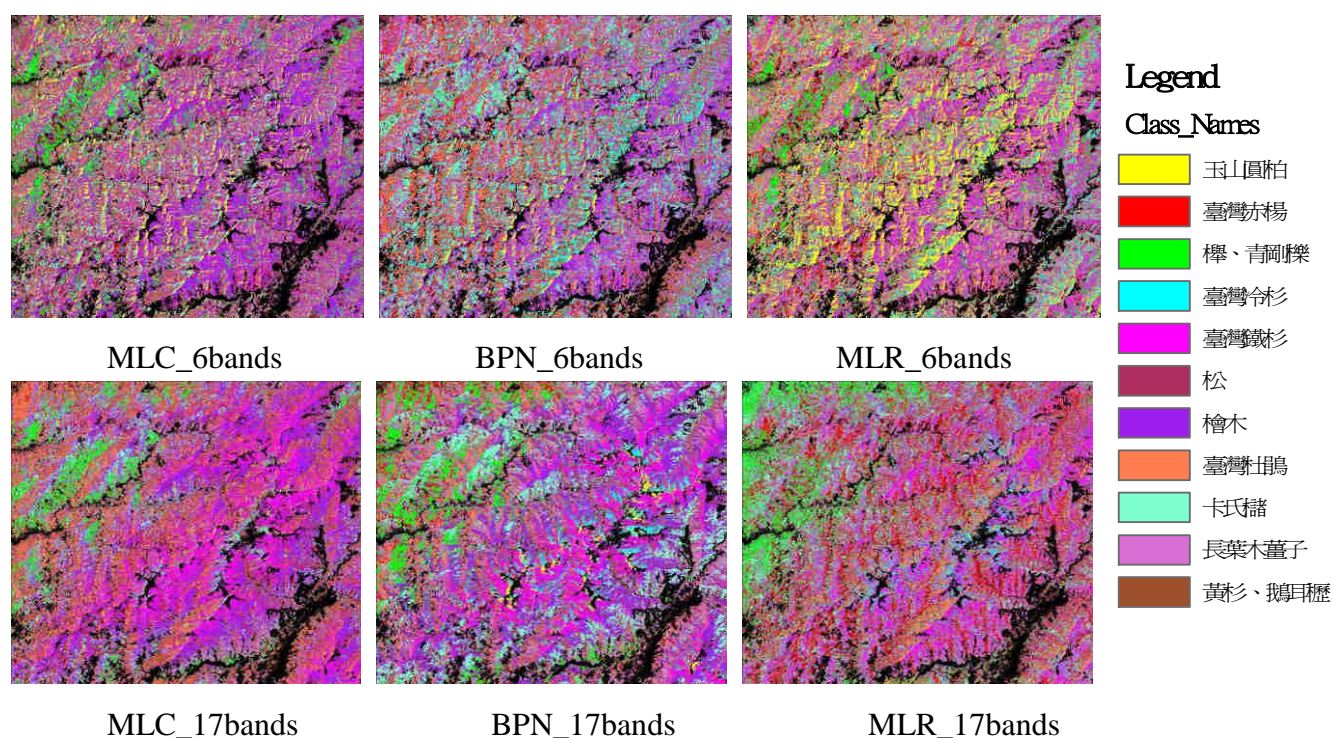 MLC_6bands
BPN_6bands
MLR_6bands
MLC_17bands
BPN_17bands
MLR_17bands
Legend
Class_Names
玉山圓柏
臺灣赤楊
櫸、青剛櫟
臺灣冷杉
臺灣鐵杉
松
檜木
臺灣杜鵑
卡氏櫧
長葉木薑子
黃杉、鵝耳櫪